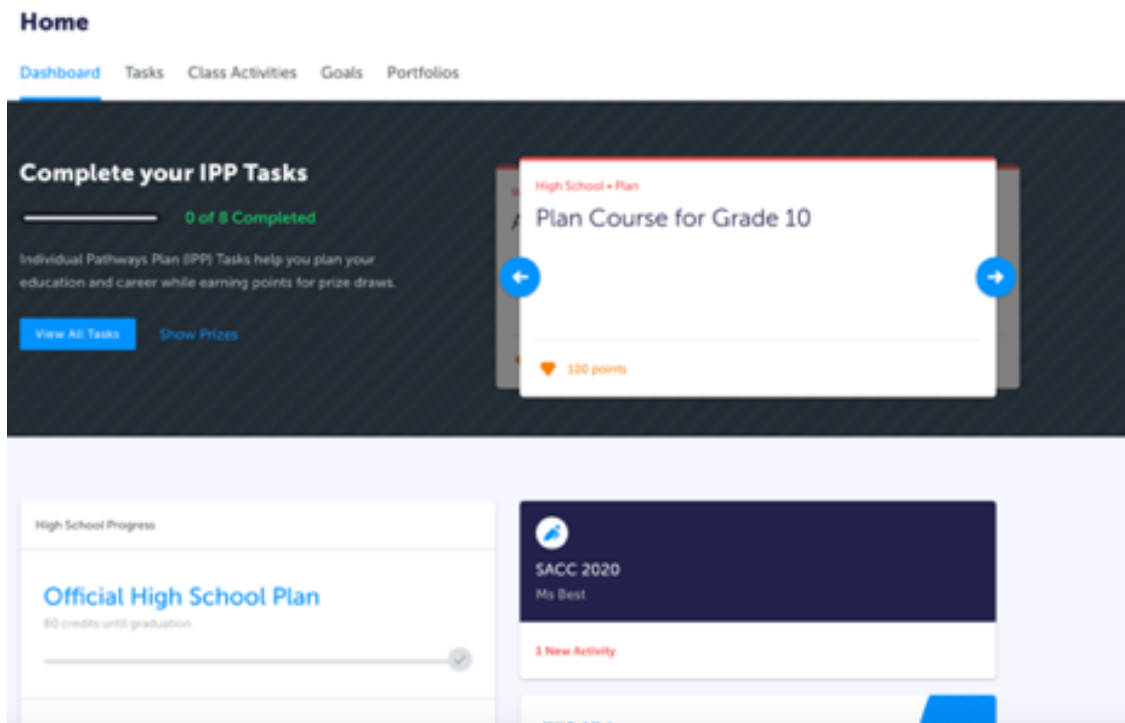 Home
Dashboard Tasks Class Activities Goals Portfolios
Complete your IPP Tasks
0 of 8 Completed
Individual Pathways Plan (IPP) Tasks help you plan your
education and career while earning points for prize draws.
View All Tasks Show Prizes
High School • Plan
Plan Course for Grade 10
100 points
High School Progress
Official High School Plan
80 credits until graduation
SACC 2020
Ms Best
1 New Activity